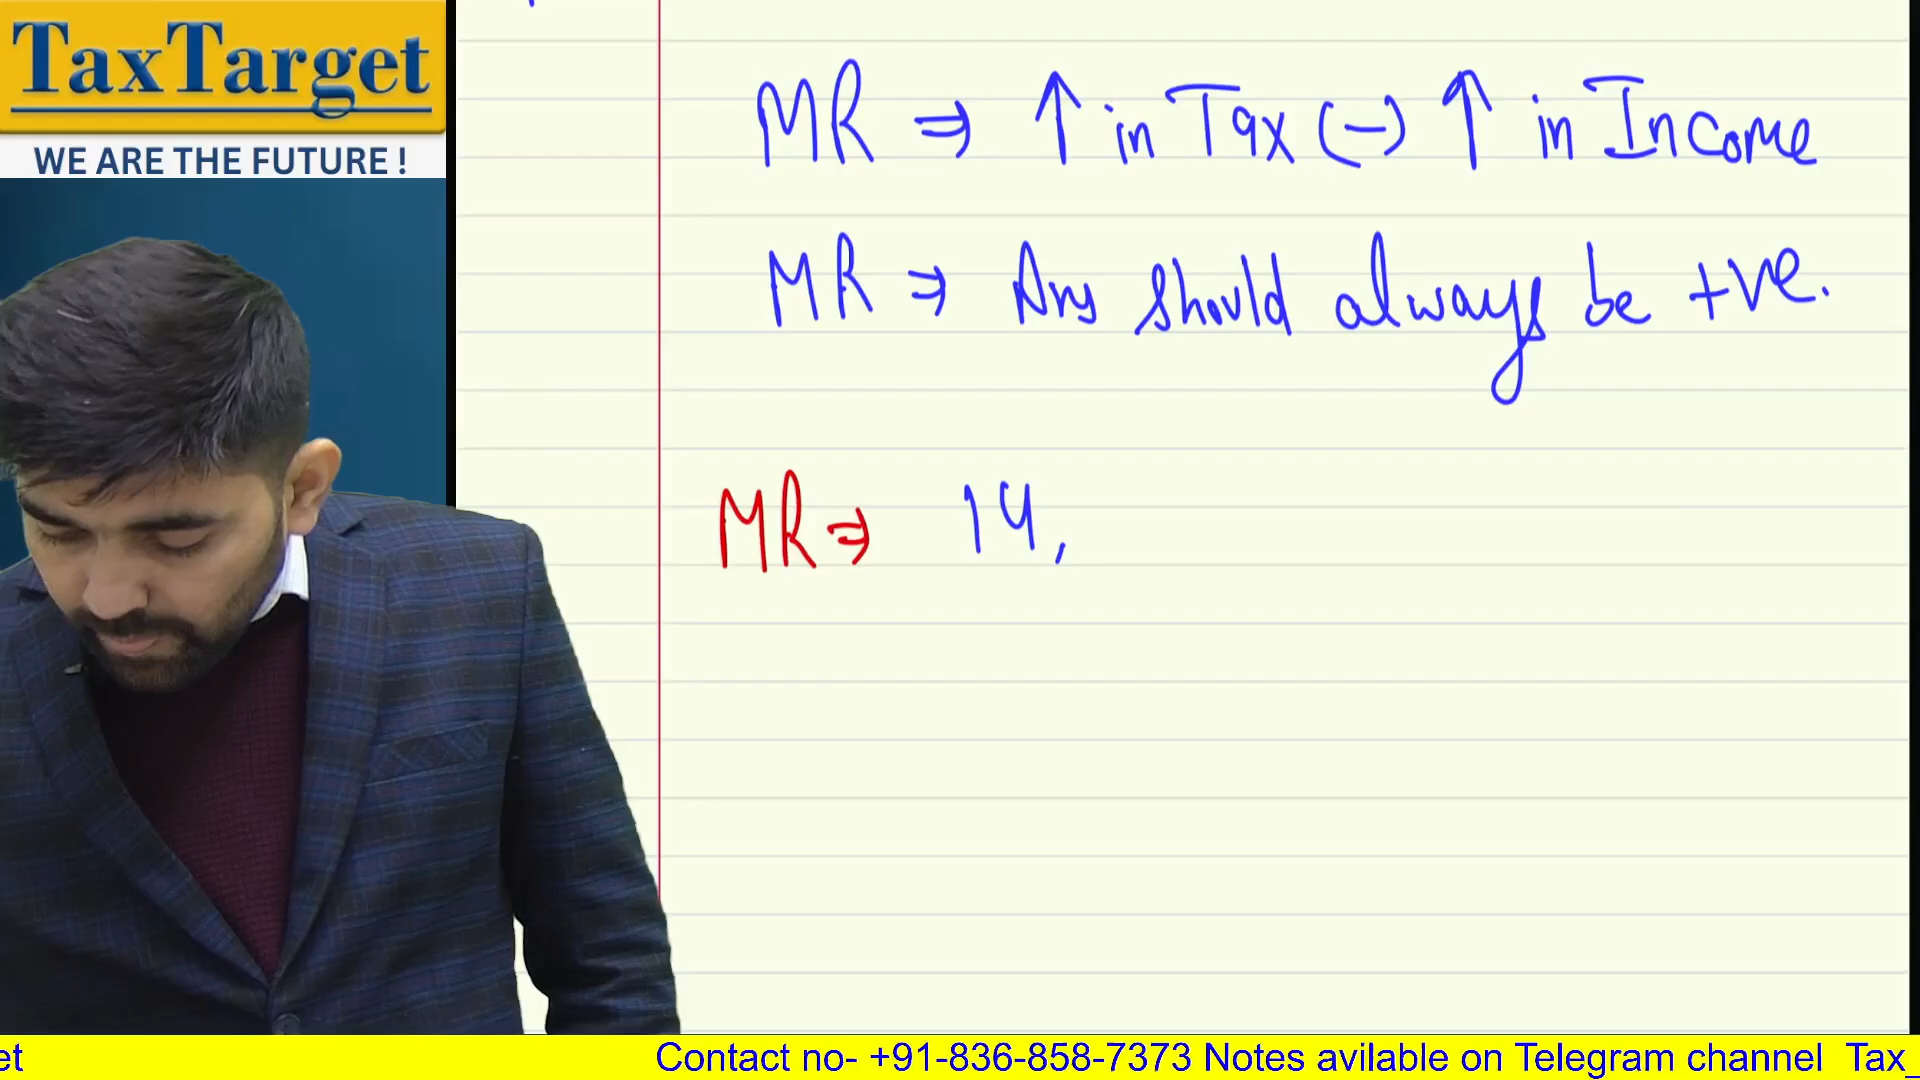 TaxTarget
WE ARE THE FUTURE !
MR ⇒ ↑ in Tax (-) ↑ in Income
MR ⇒ Ans should always be +ve.
MR ⇒ 14,
et Contact no- +91-836-858-7373 Notes avilable on Telegram channel Tax_